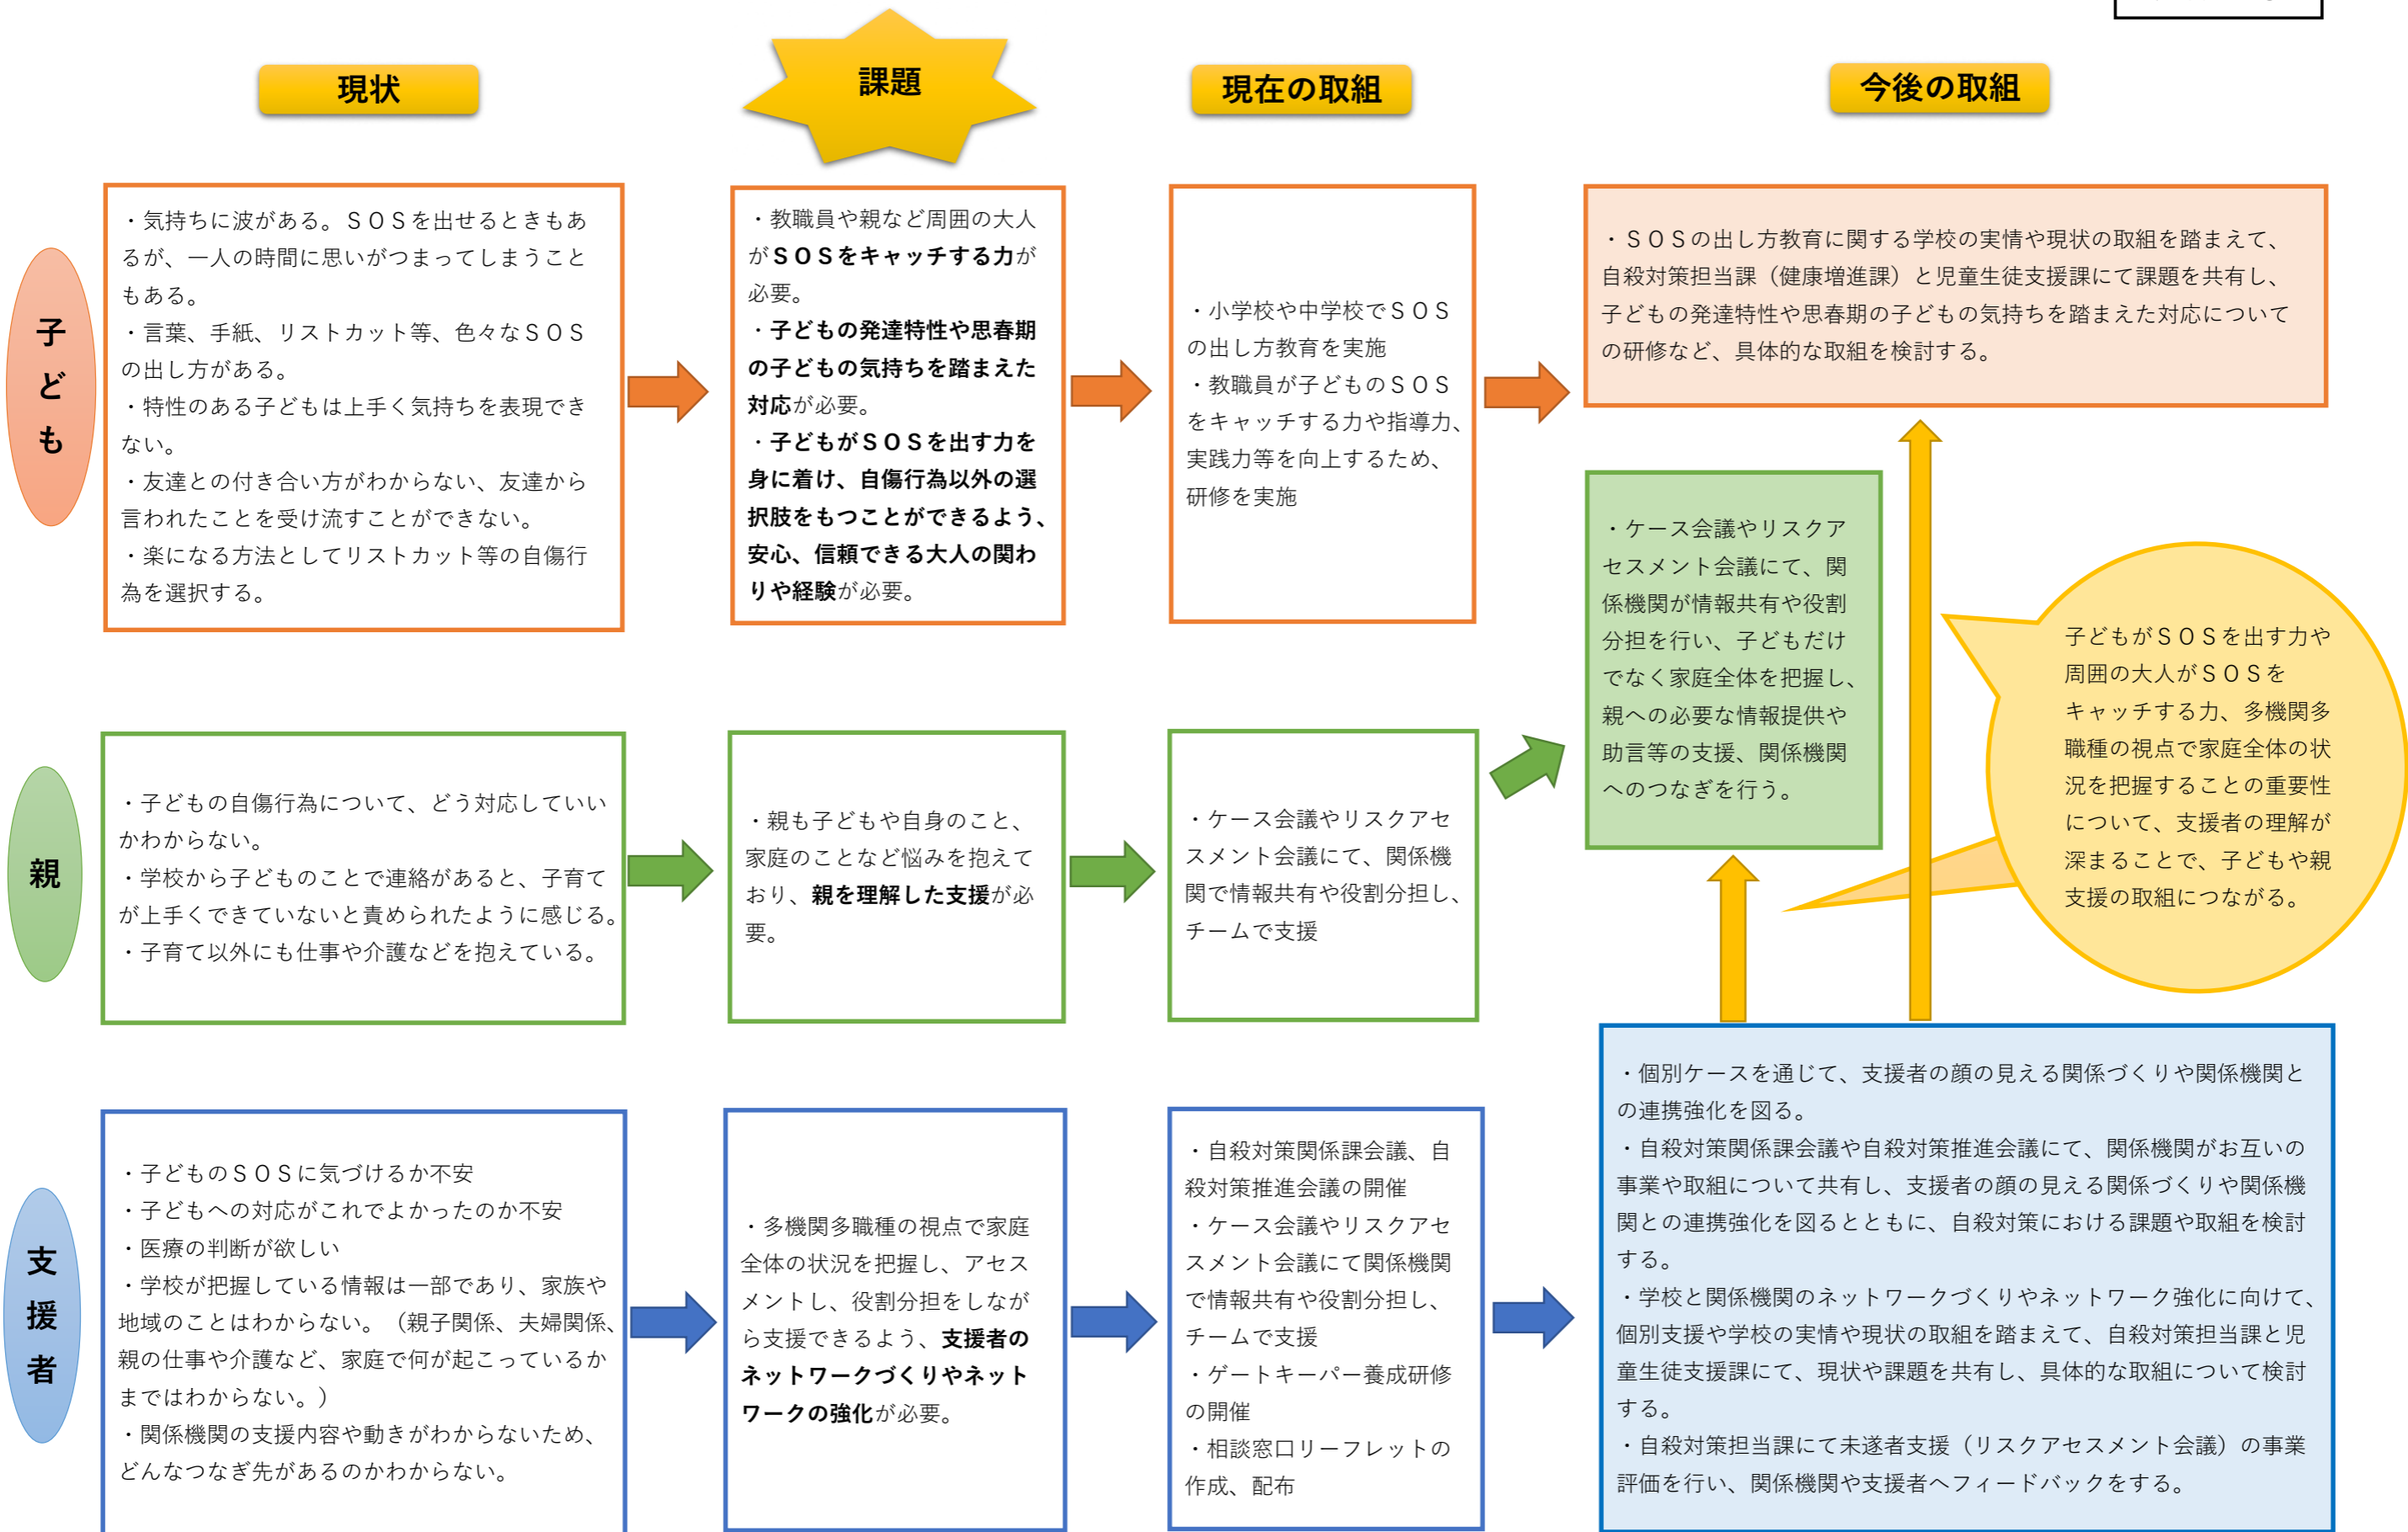 現状
課題
現在の取組
今後の取組
子ども
・気持ちに波がある。ＳＯＳを出せるときもあ
るが、一人の時間に思いがつまってしまうこと
もある。
・言葉、手紙、リストカット等、色々なＳＯＳ
の出し方がある。
・特性のある子どもは上手く気持ちを表現でき
ない。
・友達との付き合い方がわからない、友達から
言われたことを受け流すことができない。
・楽になる方法としてリストカット等の自傷行
為を選択する。
・教職員や親など周囲の大人
がＳＯＳをキャッチする力が
必要。
・子どもの発達特性や思春期
の子どもの気持ちを踏まえた
対応が必要。
・子どもがＳＯＳを出す力を
身に着け、自傷行為以外の選
択肢をもつことができるよう、
安心、信頼できる大人の関わ
りや経験が必要。
・小学校や中学校でＳＯＳ
の出し方教育を実施
・教職員が子どものＳＯＳ
をキャッチする力や指導力、
実践力等を向上するため、
研修を実施
・ＳＯＳの出し方教育に関する学校の実情や現状の取組を踏まえて、
自殺対策担当課（健康増進課）と児童生徒支援課にて課題を共有し、
子どもの発達特性や思春期の子どもの気持ちを踏まえた対応について
の研修など、具体的な取組を検討する。
親
・子どもの自傷行為について、どう対応していい
かわからない。
・学校から子どものことで連絡があると、子育て
が上手くできていないと責められたように感じる。
・子育て以外にも仕事や介護などを抱えている。
・親も子どもや自身のこと、
家庭のことなど悩みを抱えて
おり、親を理解した支援が必
要。
・ケース会議やリスクアセ
スメント会議にて、関係機
関で情報共有や役割分担し、
チームで支援
・ケース会議やリスクア
セスメント会議にて、関
係機関が情報共有や役割
分担を行い、子どもだけ
でなく家庭全体を把握し、
親への必要な情報提供や
助言等の支援、関係機関
へのつなぎを行う。
子どもがＳＯＳを出す力や
周囲の大人がＳＯＳを
キャッチする力、多機関多
職種の視点で家庭全体の状
況を把握することの重要性
について、支援者の理解が
深まることで、子どもや親
支援の取組につながる。
支援者
・子どものＳＯＳに気づけるか不安
・子どもへの対応がこれでよかったのか不安
・医療の判断が欲しい
・学校が把握している情報は一部であり、家族や
地域のことはわからない。（親子関係、夫婦関係、
親の仕事や介護など、家庭で何が起こっているか
まではわからない。）
・関係機関の支援内容や動きがわからないため、
どんなつなぎ先があるのかわからない。
・多機関多職種の視点で家庭
全体の状況を把握し、アセス
メントし、役割分担をしなが
ら支援できるよう、支援者の
ネットワークづくりやネット
ワークの強化が必要。
・自殺対策関係課会議、自
殺対策推進会議の開催
・ケース会議やリスクアセ
スメント会議にて関係機関
で情報共有や役割分担し、
チームで支援
・ゲートキーパー養成研修
の開催
・相談窓口リーフレットの
作成、配布
・個別ケースを通じて、支援者の顔の見える関係づくりや関係機関と
の連携強化を図る。
・自殺対策関係課会議や自殺対策推進会議にて、関係機関がお互いの
事業や取組について共有し、支援者の顔の見える関係づくりや関係機
関との連携強化を図るとともに、自殺対策における課題や取組を検討
する。
・学校と関係機関のネットワークづくりやネットワーク強化に向けて、
個別支援や学校の実情や現状の取組を踏まえて、自殺対策担当課と児
童生徒支援課にて、現状や課題を共有し、具体的な取組について検討
する。
・自殺対策担当課にて未遂者支援（リスクアセスメント会議）の事業
評価を行い、関係機関や支援者へフィードバックをする。